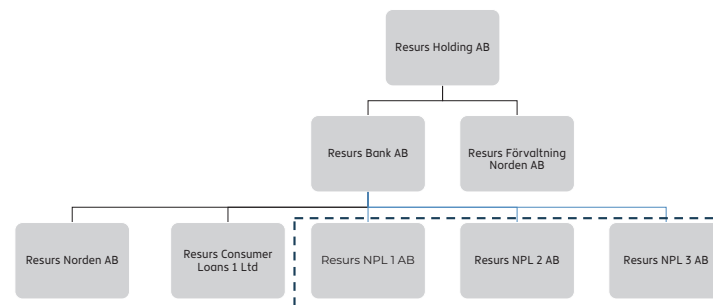 Resurs Holding AB
Resurs Bank AB
Resurs Förvaltning
Norden AB
Resurs Norden AB
Resurs Consumer
Loans 1 Ltd
Resurs NPL 1 AB
Resurs NPL 2 AB
Resurs NPL 3 AB